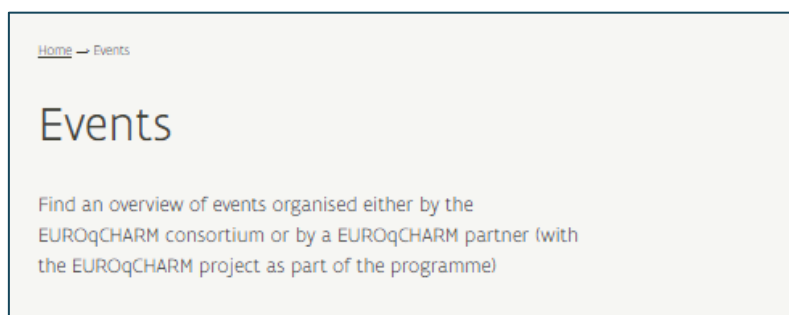 Home → Events
Events
Find an overview of events organised either by the
EUROqCHARM consortium or by a EUROqCHARM partner (with
the EUROqCHARM project as part of the programme)